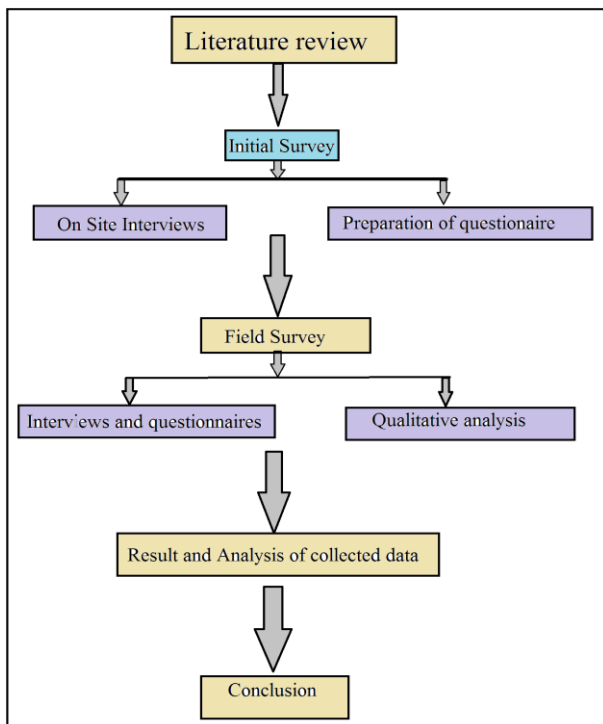 Literature review
Initial Survey
On Site Interviews
Preparation of questionaire
Field Survey
Interviews and questionnaires
Qualitative analysis
Result and Analysis of collected data
Conclusion